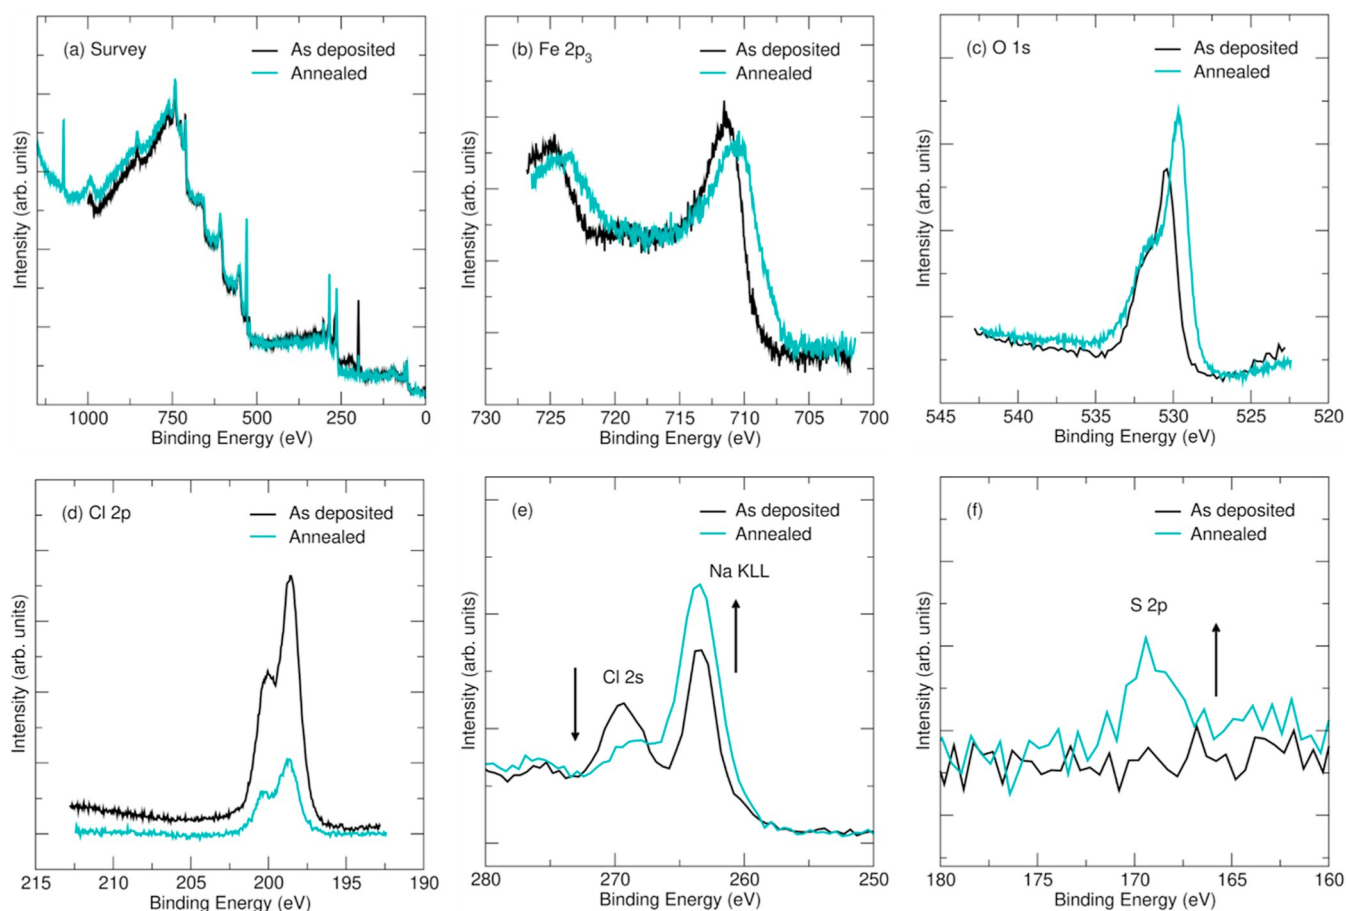 (a) Survey
As deposited
Annealed
Intensity (arb. units)
1000 750 500 250 0
Binding Energy (eV)
(b) Fe 2p3
As deposited
Annealed
Intensity (arb. units)
730 725 720 715 710 705 700
Binding Energy (eV)
(c) O 1s
As deposited
Annealed
Intensity (arb. units)
545 540 535 530 525 520
Binding Energy (eV)
(d) Cl 2p
As deposited
Annealed
Intensity (arb. units)
215 210 205 200 195 190
Binding Energy (eV)
(e)
As deposited
Annealed
Na KLL
Cl 2s
Intensity (arb. units)
280 270 260 250
Binding Energy (eV)
(f)
As deposited
Annealed
S 2p
Intensity (arb. units)
180 175 170 165 160
Binding Energy (eV)